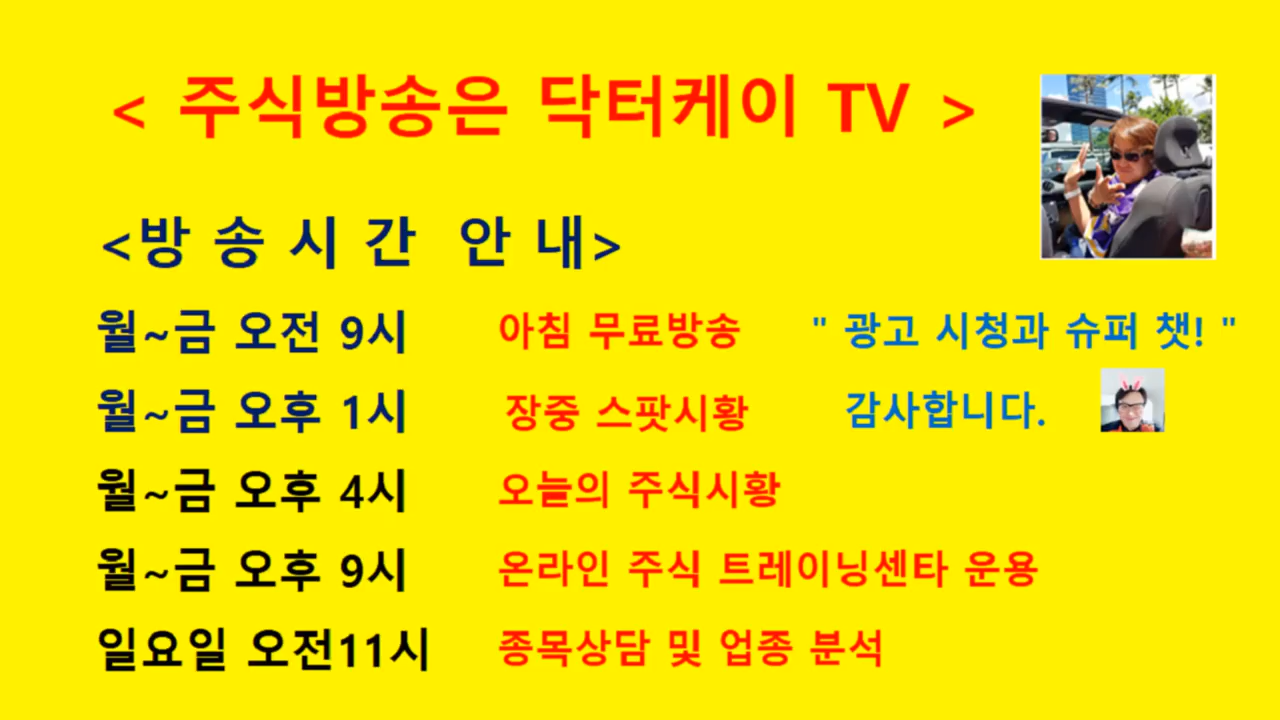 < 주식방송은 닥터케이 TV >
<방 송 시 간 안 내>
월~금 오전 9시 아침 무료방송 " 광고 시청과 슈퍼 챗! "
월~금 오후 1시 장중 스팟시황 감사합니다.
월~금 오후 4시 오늘의 주식시황
월~금 오후 9시 온라인 주식 트레이닝센타 운용
일요일 오전11시 종목상담 및 업종 분석